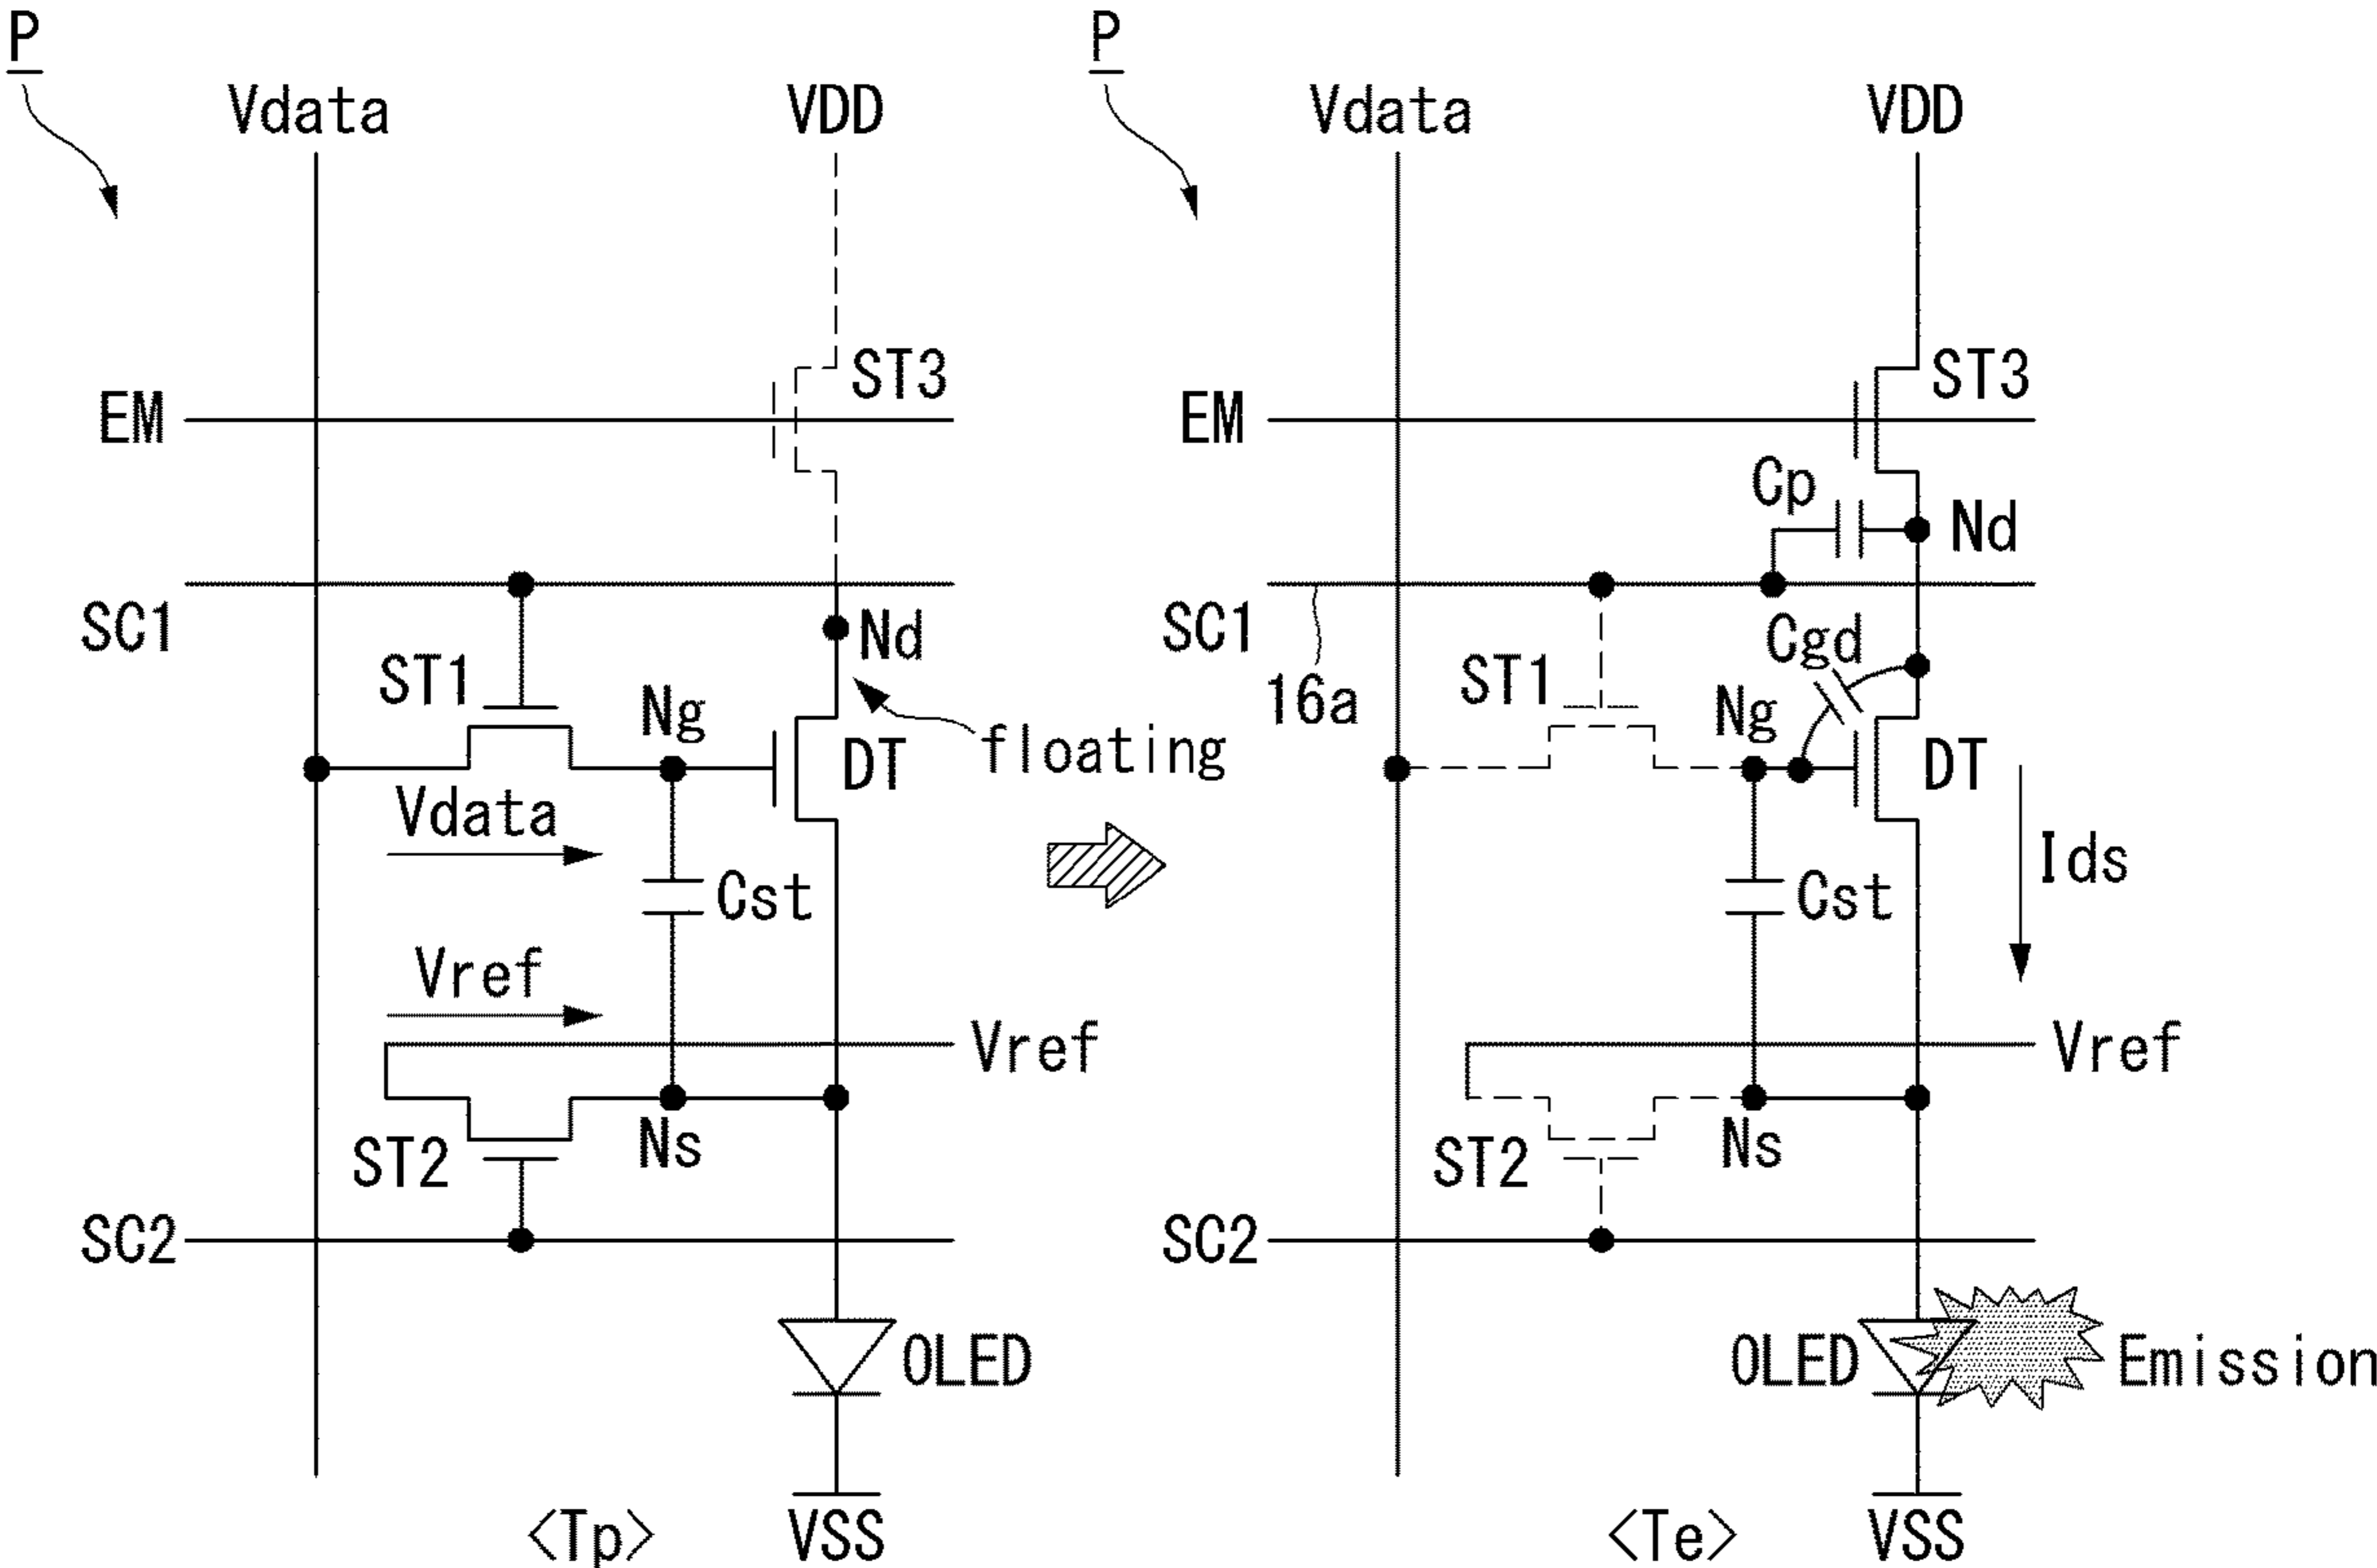 P
Vdata
VDD
ST3
EM
SC1
Nd
ST1
Ng
floating
DT
Vdata
Cst
Vref
Vref
Ns
ST2
SC2
OLED
<Tp>
VSS
P
Vdata
VDD
ST3
EM
Cp
Nd
SC1
Cgd
16a
ST1
Ng
DT
Ids
Cst
Vref
Ns
ST2
SC2
OLED
Emission
<Te>
VSS